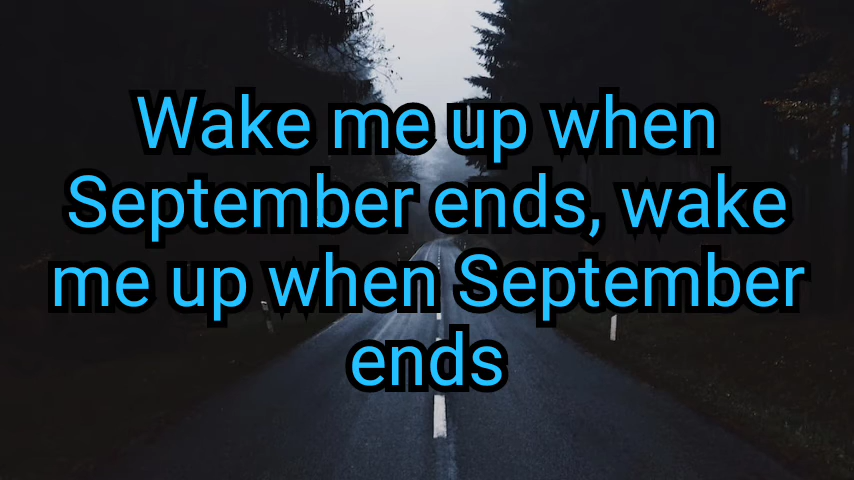 Wake me up when
September ends, wake
me up when September
ends